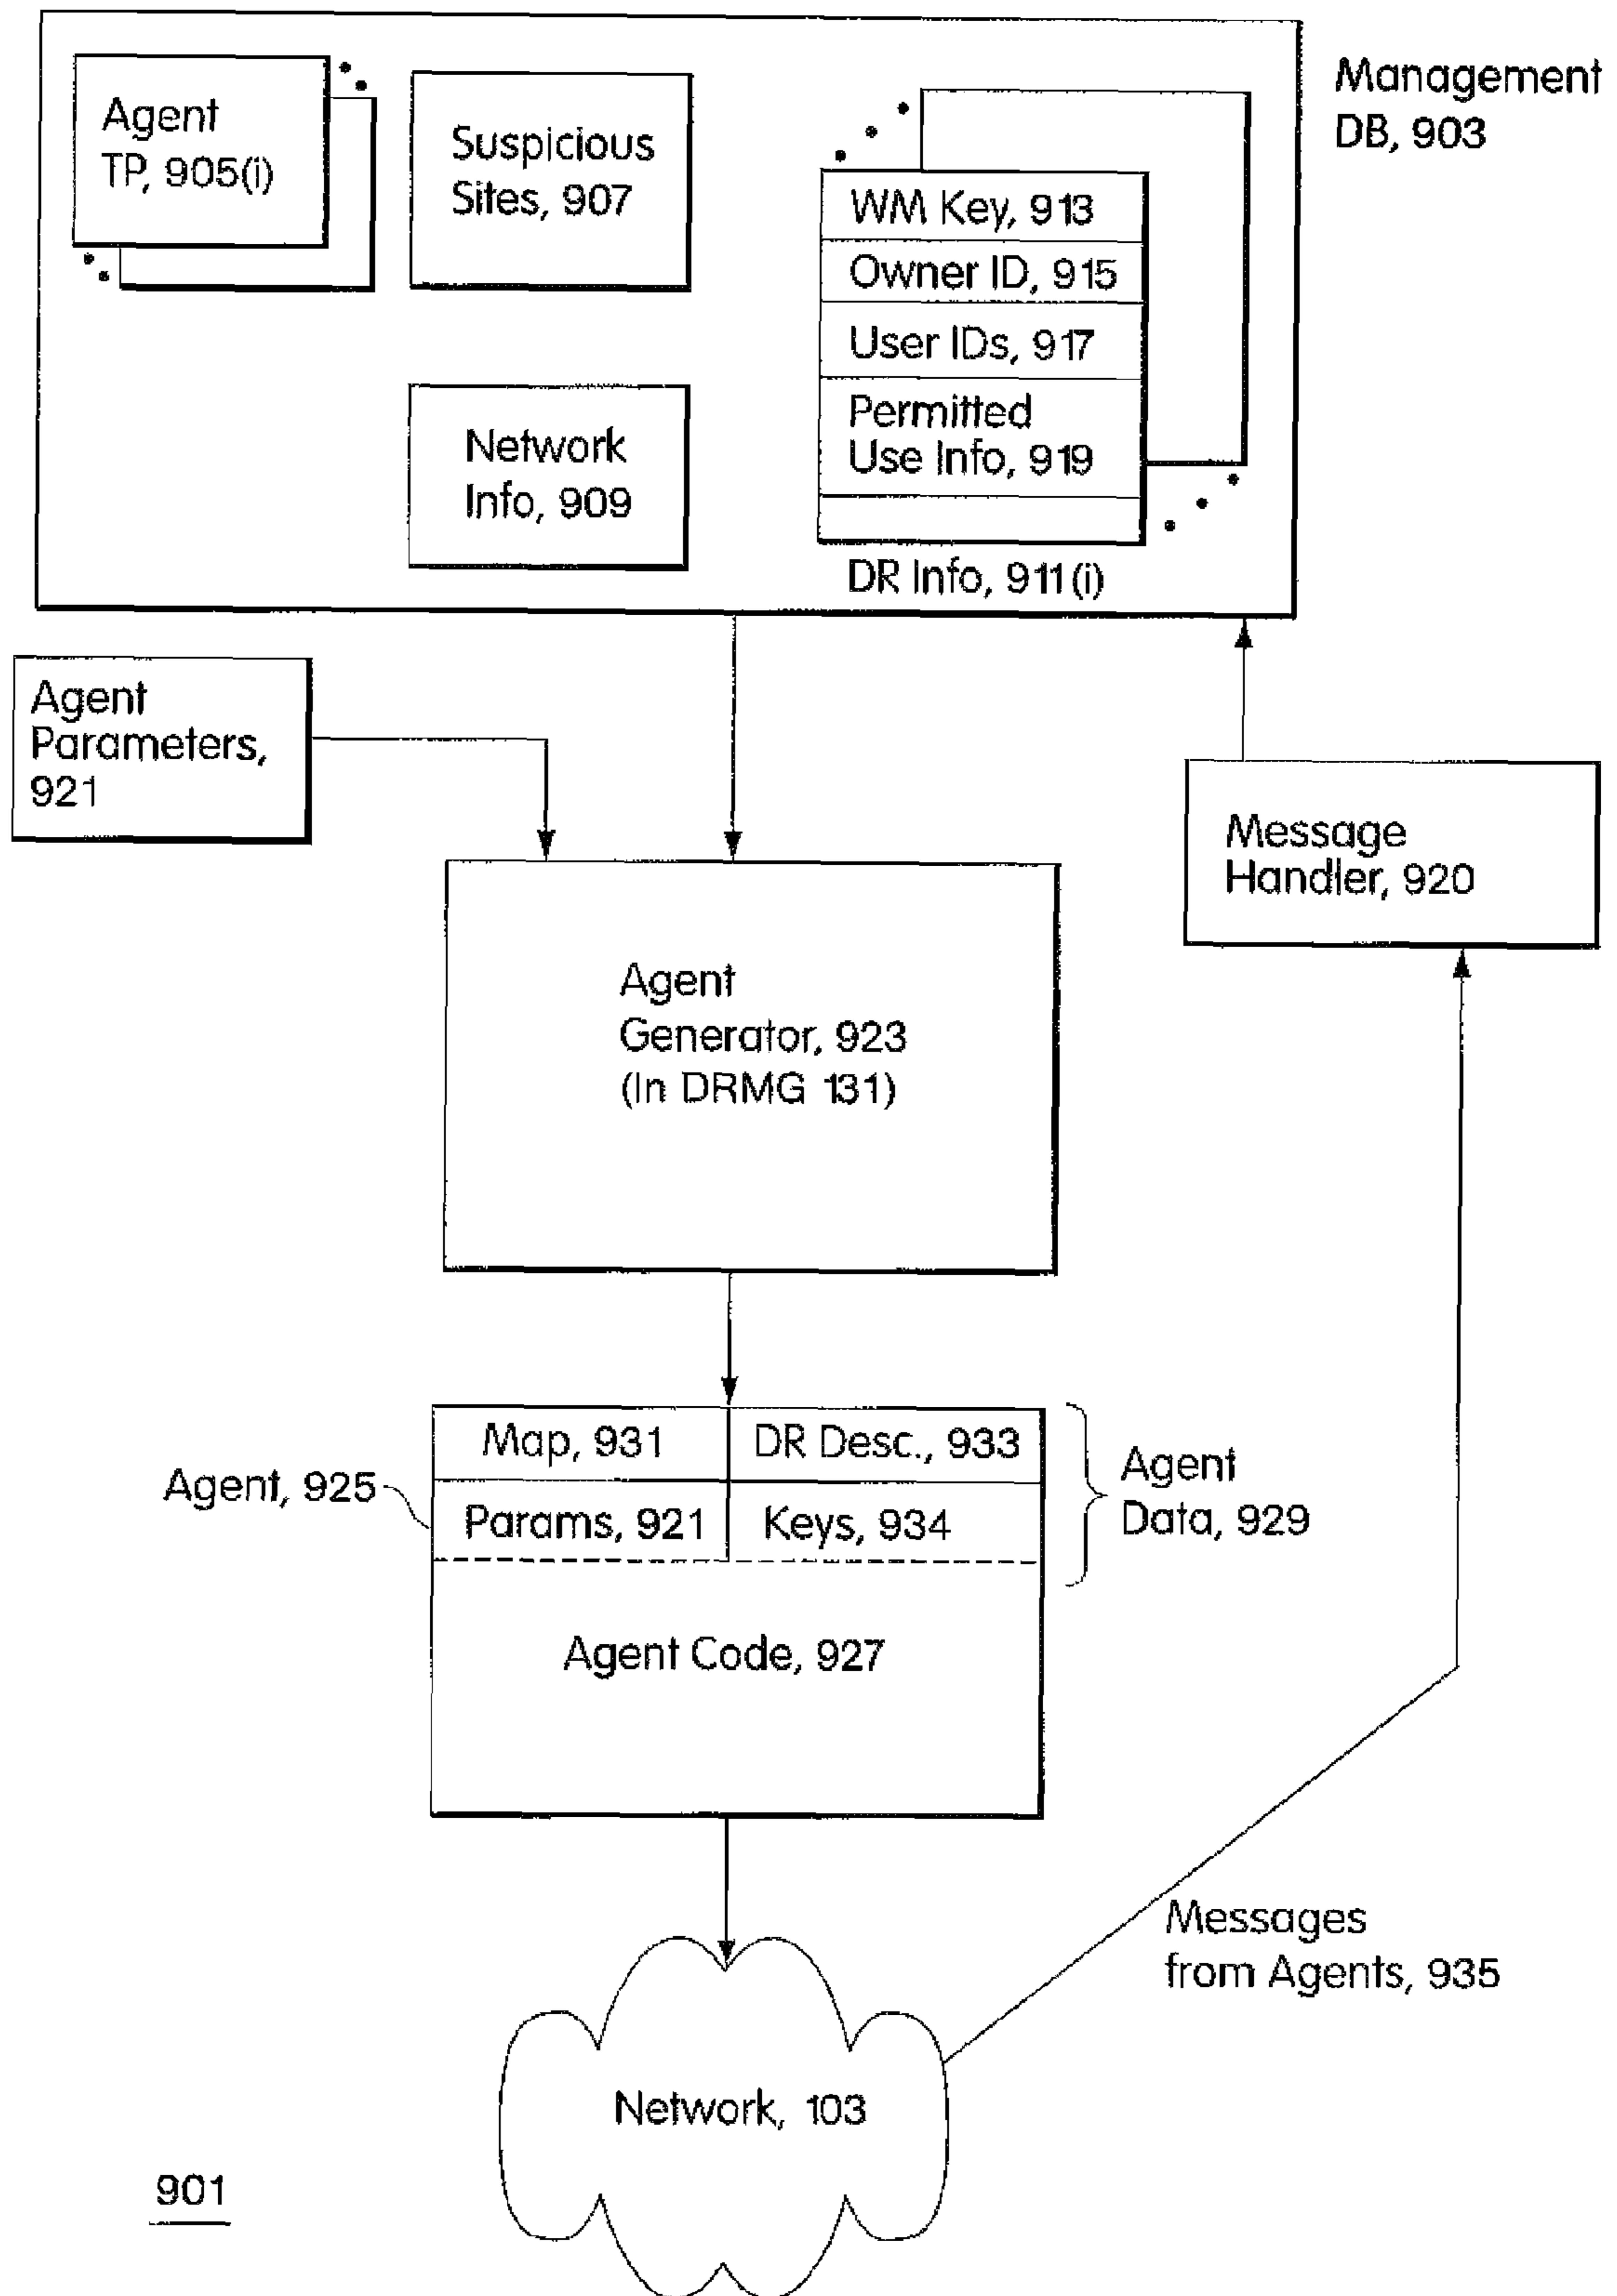 Management
DB, 903
Agent
TP, 905(i)
Suspicious
Sites, 907
WM Key, 913
Owner ID, 915
User IDs, 917
Permitted
Use Info, 919
Network
Info, 909
DR Info, 911(i)
Agent
Parameters,
921
Message
Handler, 920
Agent
Generator, 923
(In DRMG 131)
Map, 931
DR Desc., 933
Agent, 925
Params, 921
Keys, 934
Agent
Data, 929
Agent Code, 927
Messages
from Agents, 935
Network, 103
901